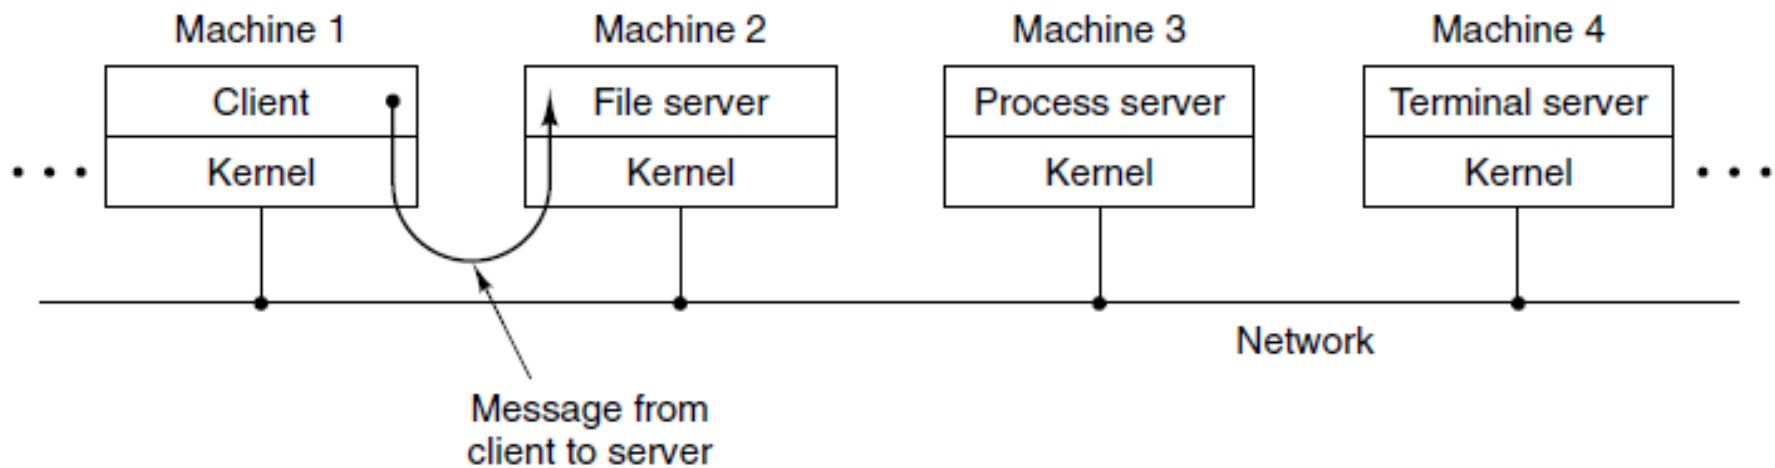 Machine 1
Machine 2
Machine 3
Machine 4
Client
File server
Process server
Terminal server
Kernel
Kernel
Kernel
Kernel
Network
Message from
client to server